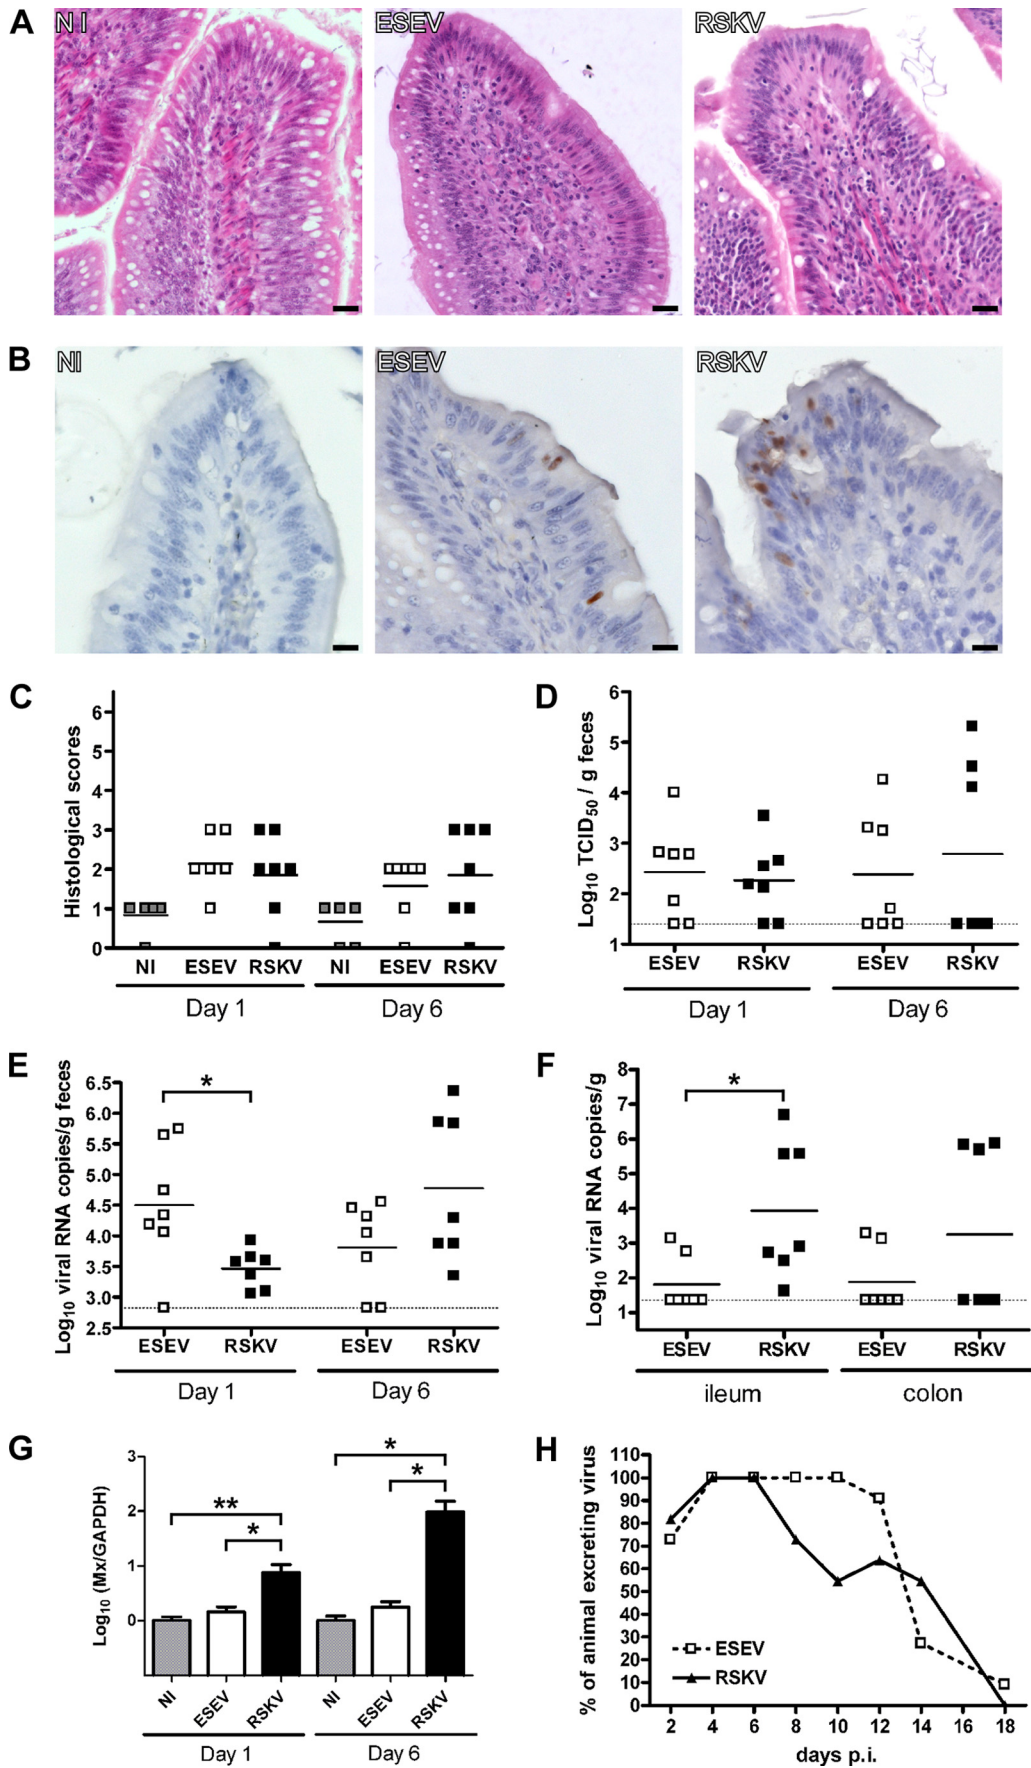 A
NI
ESEV
RSKV
B
NI
ESEV
RSKV
C
Histological scores
6
5
4
3
2
1
0
NI ESEV RSKV NI ESEV RSKV
Day 1 Day 6
D
Log10 TCID50 / g feces
6
5
4
3
2
1
ESEV RSKV ESEV RSKV
Day 1 Day 6
E
Log10 viral RNA copies/g feces
6.5
6.0
5.5
5.0
4.5
4.0
3.5
3.0
2.5
*
ESEV RSKV ESEV RSKV
Day 1 Day 6
F
Log10 viral RNA copies/g
8
7
6
5
4
3
2
1
*
ESEV RSKV ESEV RSKV
ileum colon
G
Log10 (Mx/GAPDH)
3
2
1
0
**
*
*
*
NI ESEV RSKV NI ESEV RSKV
Day 1 Day 6
H
% of animal excreting virus
110
100
90
80
70
60
50
40
30
20
10
0
ESEV
RSKV
2 4 6 8 10 12 14 16 18
days p.i.